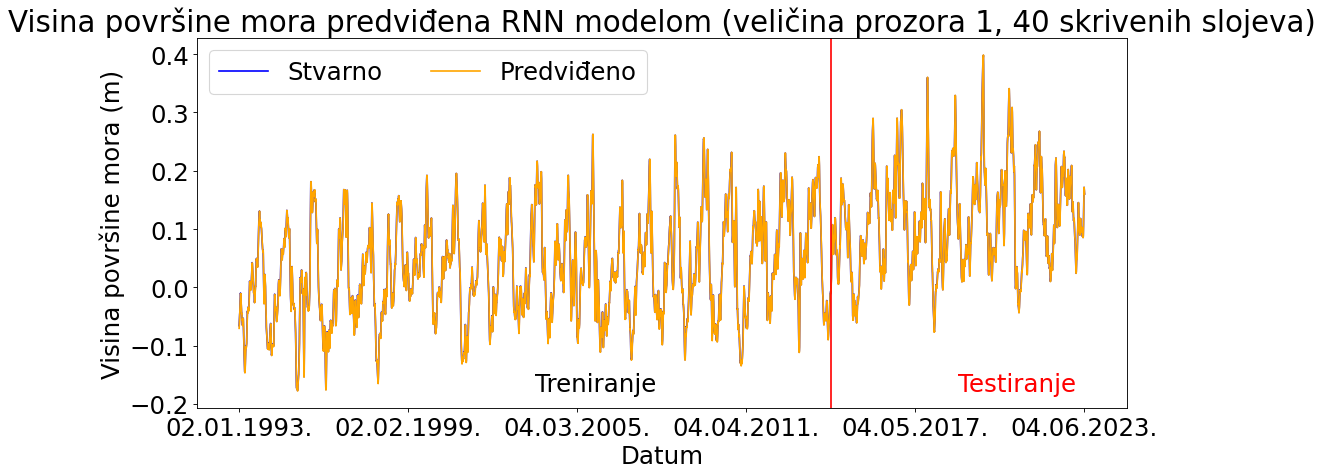 Visina površine mora predviđena RNN modelom (veličina prozora 1, 40 skrivenih slojeva)
Stvarno
Predviđeno
Visina površine mora (m)
0.4
0.3
0.2
0.1
0.0
−0.1
−0.2
Treniranje
Testiranje
02.01.1993.
02.02.1999.
04.03.2005.
04.04.2011.
04.05.2017.
04.06.2023.
Datum